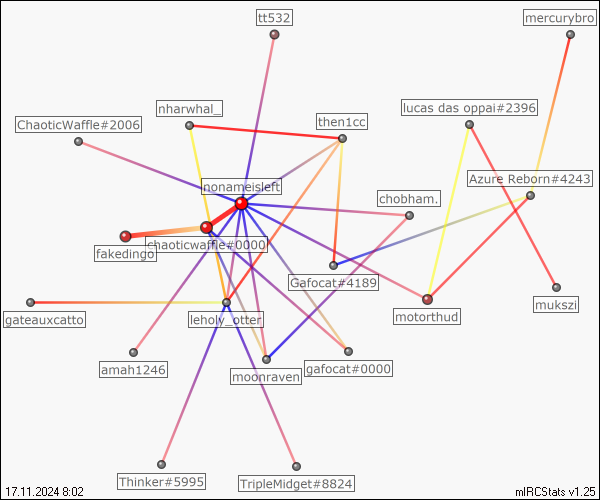 tt532
mercurybro
nharwhal_
lucas das oppai#2396
ChaoticWaffle#2006
then1cc
Azure Reborn#4243
nonameisleft
chobham.
chaoticwaffle#0000
fakedingo
Gafocat#4189
mukszi
gateauxcatto
leholy_otter
motorthud
amah1246
moonraven_
gafocat#0000
Thinker#5995
TripleMidget#8824
17.11.2024 8:02
mIRCStats v1.25